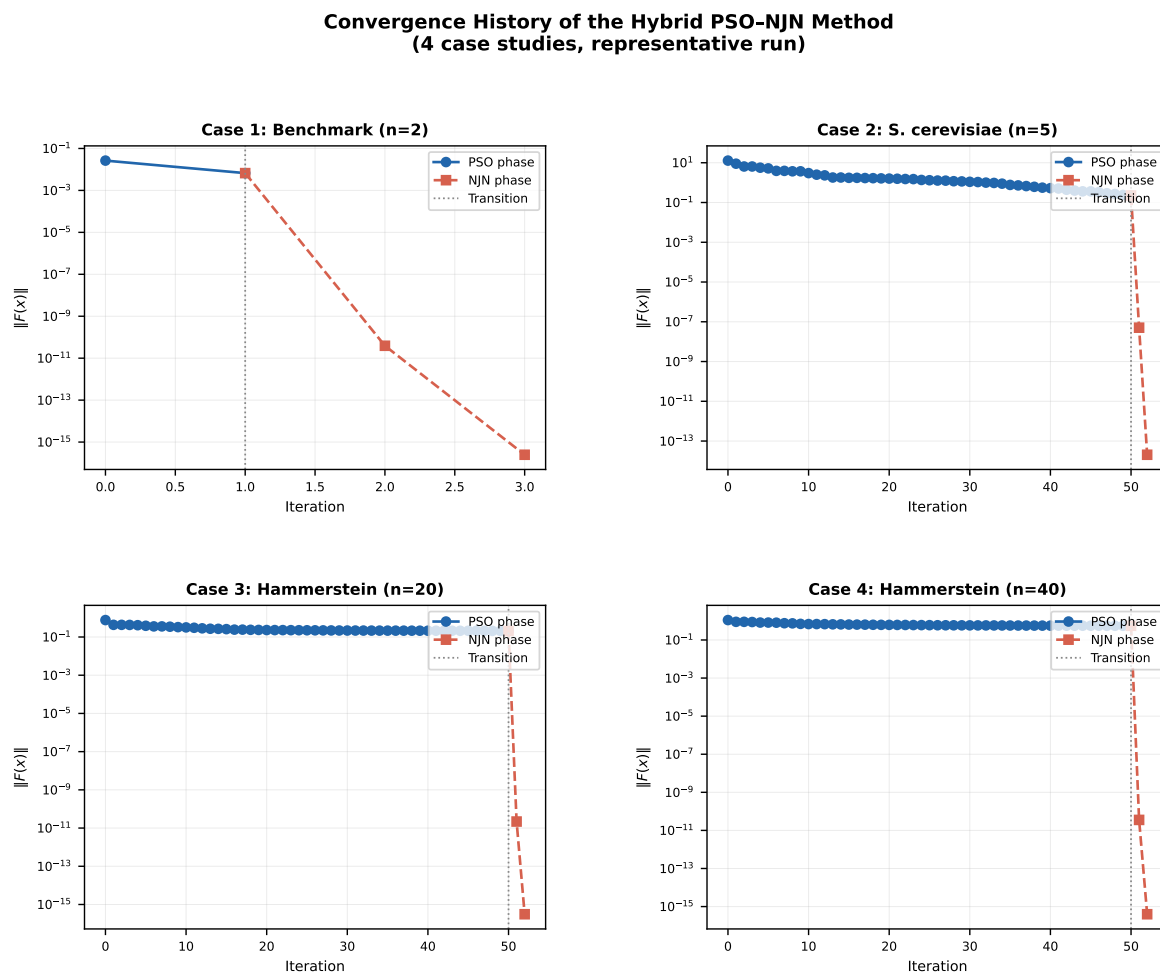 Convergence History of the Hybrid PSO–NJN Method
(4 case studies, representative run)
Case 1: Benchmark (n=2)
‖F(x)‖
10⁻¹
10⁻³
10⁻⁵
10⁻⁷
10⁻⁹
10⁻¹¹
10⁻¹³
10⁻¹⁵
PSO phase
NJN phase
Transition
0.0 0.5 1.0 1.5 2.0 2.5 3.0
Iteration
Case 2: S. cerevisiae (n=5)
‖F(x)‖
10¹
10⁻¹
10⁻³
10⁻⁵
10⁻⁷
10⁻⁹
10⁻¹¹
10⁻¹³
PSO phase
NJN phase
Transition
0 10 20 30 40 50
Iteration
Case 3: Hammerstein (n=20)
‖F(x)‖
10⁻¹
10⁻³
10⁻⁵
10⁻⁷
10⁻⁹
10⁻¹¹
10⁻¹³
10⁻¹⁵
PSO phase
NJN phase
Transition
0 10 20 30 40 50
Iteration
Case 4: Hammerstein (n=40)
‖F(x)‖
10⁻¹
10⁻³
10⁻⁵
10⁻⁷
10⁻⁹
10⁻¹¹
10⁻¹³
10⁻¹⁵
PSO phase
NJN phase
Transition
0 10 20 30 40 50
Iteration